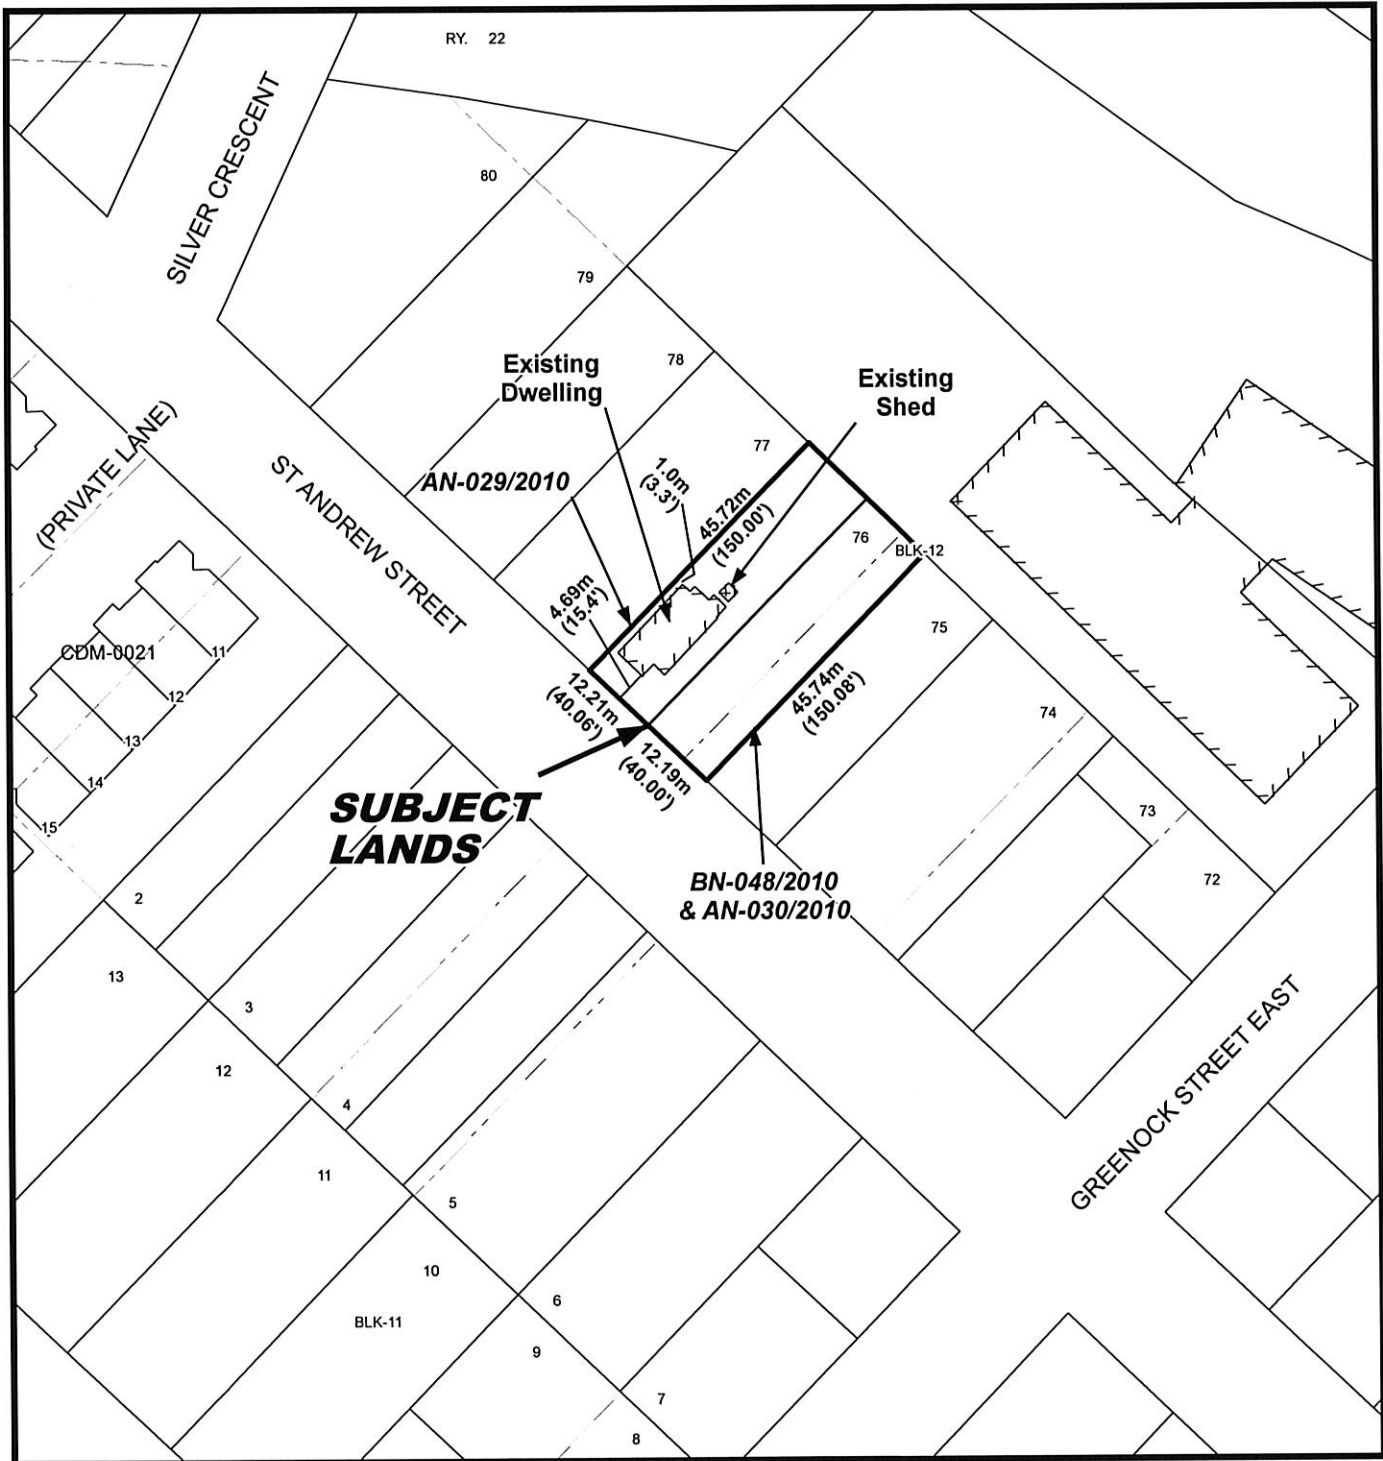 RY. 22
SILVER CRESCENT
80
79
78
77
Existing
Dwelling
Existing
Shed
(PRIVATE LANE)
ST ANDREW STREET
AN-029/2010
1.0m
(3.3')
45.72m
(150.00')
76
BLK-12
4.69m
(15.4')
75
CDM-0021
11
12
13
14
15
12.21m
(40.06')
12.19m
(40.00')
45.74m
(150.08')
74
73
72
SUBJECT
LANDS
BN-048/2010
& AN-030/2010
2
13
3
12
4
11
5
10
BLK-11
6
9
7
8
GREENOCK STREET EAST